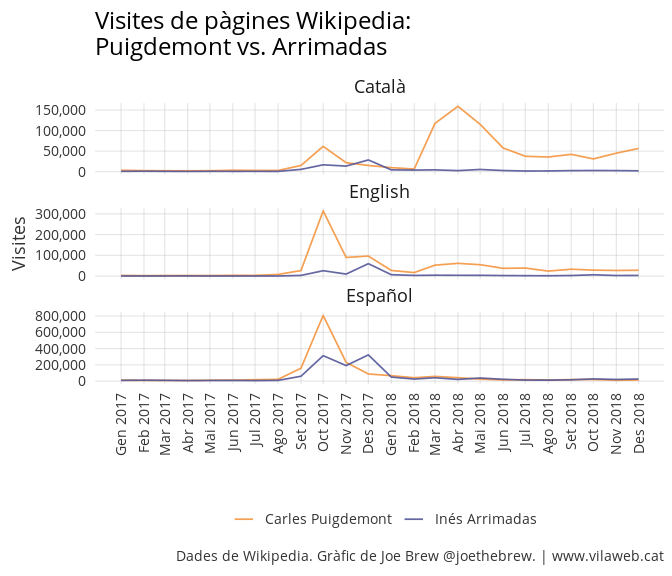 Visites de pàgines Wikipedia:
Puigdemont vs. Arrimadas
Català
150,000
100,000
50,000
0
English
300,000
200,000
100,000
0
Español
800,000
600,000
400,000
200,000
0
Visites
Gen 2017
Feb 2017
Mar 2017
Abr 2017
Mai 2017
Jun 2017
Jul 2017
Ago 2017
Set 2017
Oct 2017
Nov 2017
Des 2017
Gen 2018
Feb 2018
Mar 2018
Abr 2018
Mai 2018
Jun 2018
Jul 2018
Ago 2018
Set 2018
Oct 2018
Nov 2018
Des 2018
Carles Puigdemont Inés Arrimadas
Dades de Wikipedia. Gràfic de Joe Brew @joethebrew. | www.vilaweb.cat